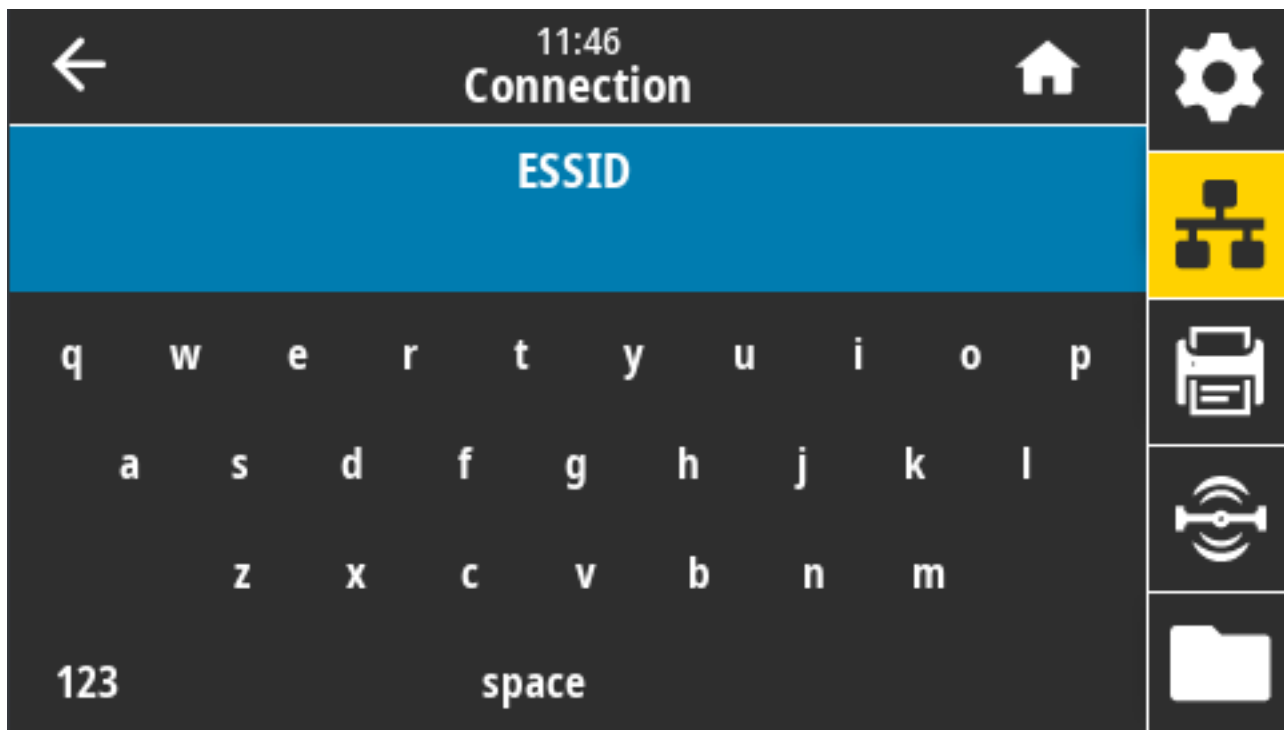 11:46
Connection
ESSID
q w e r t y u i o p
a s d f g h j k l
z x c v b n m
123 space